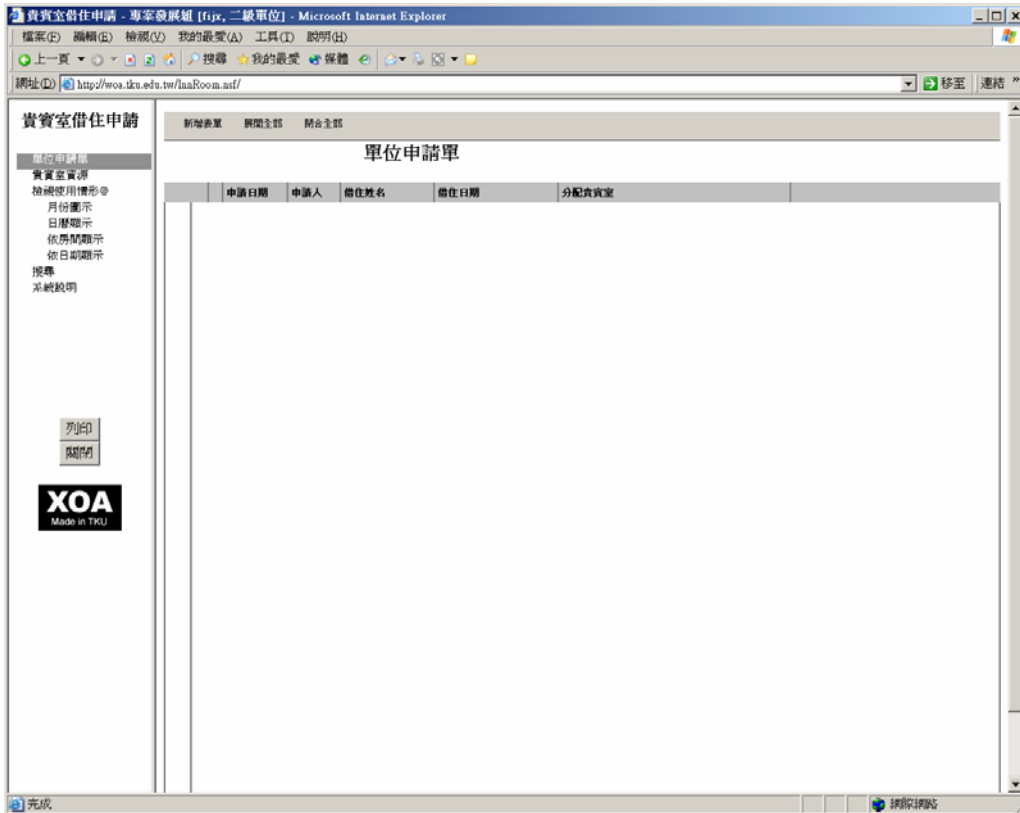 貴賓室借住申請 - 專案發展組 [fijx, 二級單位] - Microsoft Internet Explorer
檔案(F) 編輯(E) 檢視(V) 我的最愛(A) 工具(T) 說明(H)
上一頁 搜尋 我的最愛 媒體
網址(D) http://woa.tku.edu.tw/InnRoom.nsf/ 移至 連結 »
貴賓室借住申請
單位申請單
貴賓室資源
檢視使用情形@
月份圖示
日曆顯示
依房間顯示
依日期顯示
搜尋
系統說明
列印
關閉
XOA
Made in TKU
新增表單 展開全部 閉合全部
單位申請單
申請日期 申請人 借住姓名 借住日期 分配貴賓室
完成 網際網路